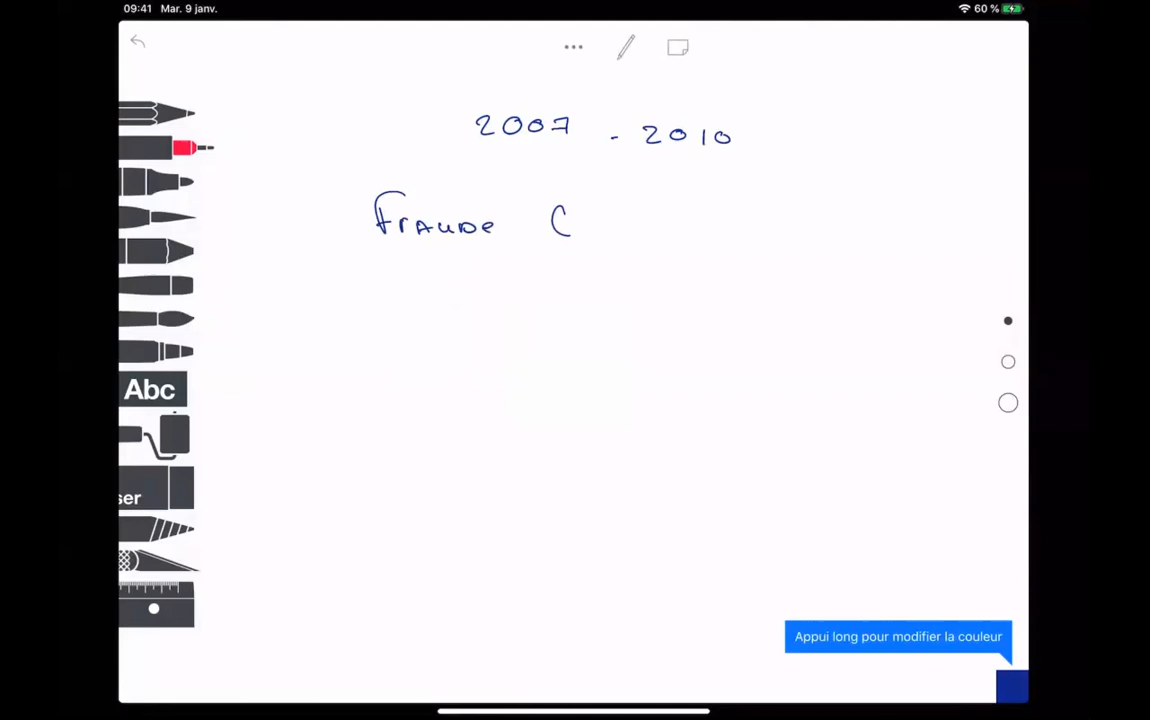 09:41 Mar. 9 janv. 60 %
2007 - 2010
Fraude C
Abc
ser
Appui long pour modifier la couleur